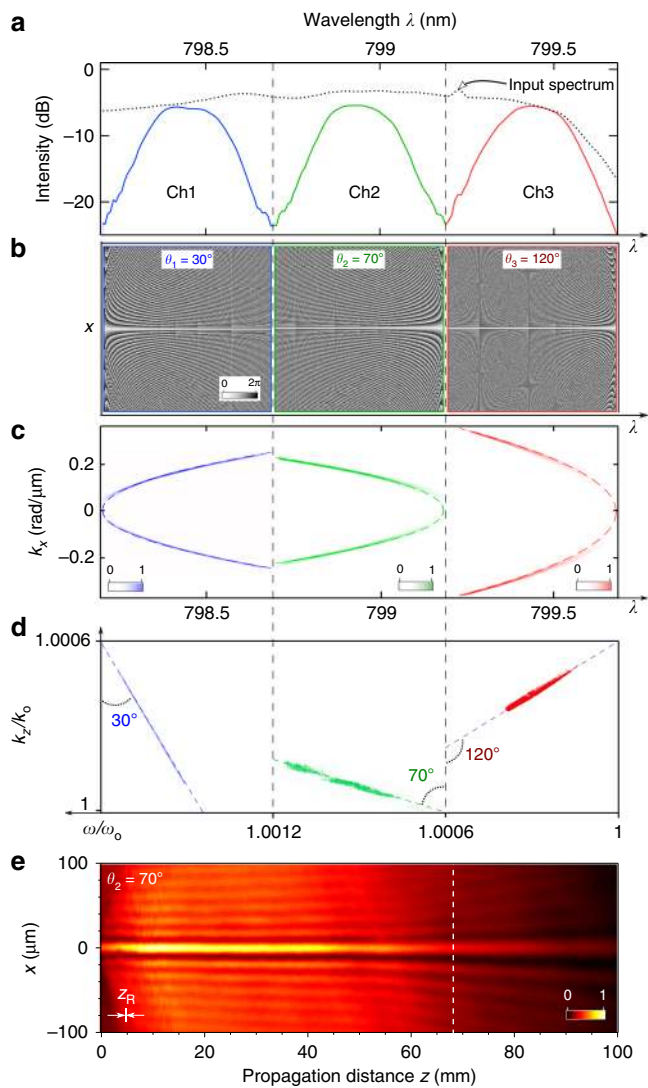 a
Wavelength λ (nm)
798.5 799 799.5
0
−10
−20
Intensity (dB)
Input spectrum
Ch1 Ch2 Ch3
λ
b
θ1 = 30° θ2 = 70° θ3 = 120°
x
0 2π
λ
c
0.2
0
−0.2
kx (rad/μm)
0 1
0 1
0 1
798.5 799 799.5
λ
d
1.0006
kz/ko
30°
70°
120°
1
ω/ωo 1.0012 1.0006 1
e
100
0
−100
x (μm)
θ2 = 70°
zR
0 1
0 20 40 60 80 100
Propagation distance z (mm)